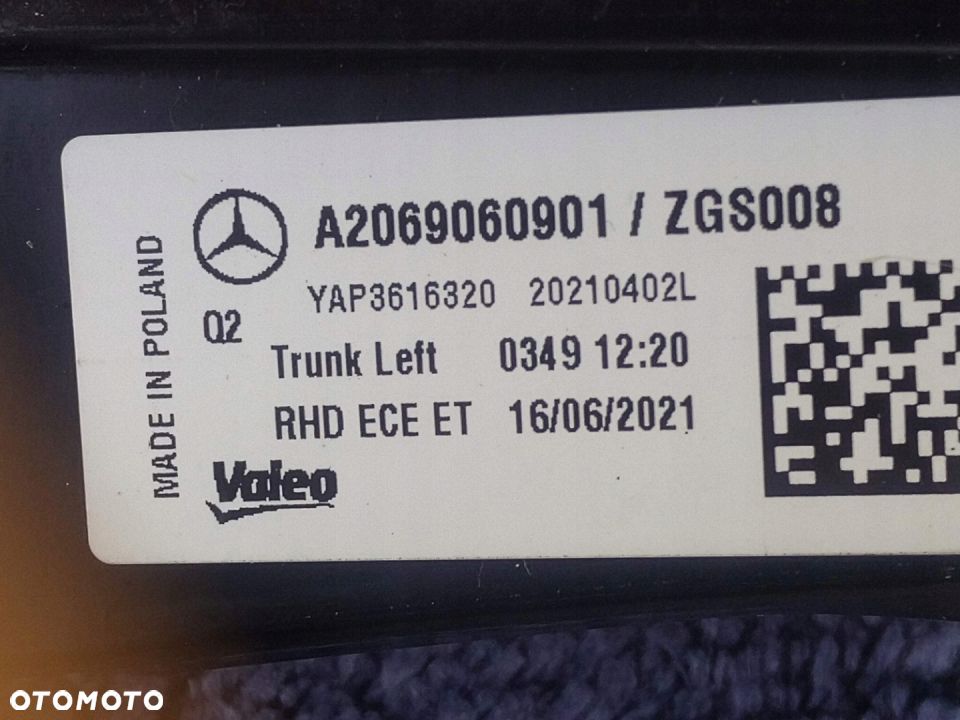 MADE IN POLAND
A2069060901 / ZGS008
YAP3616320 20210402L
Q2
Trunk Left 0349 12:20
RHD ECE ET 16/06/2021
Valeo
OTOMOTO